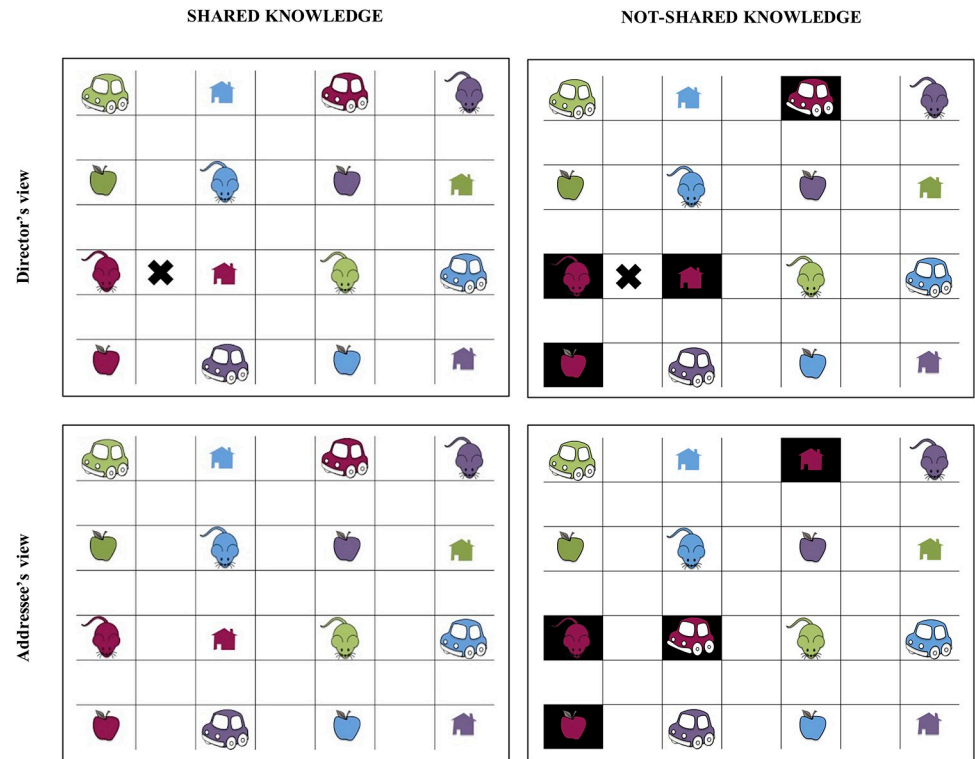 SHARED KNOWLEDGE
NOT-SHARED KNOWLEDGE
Director's view
Addressee's view